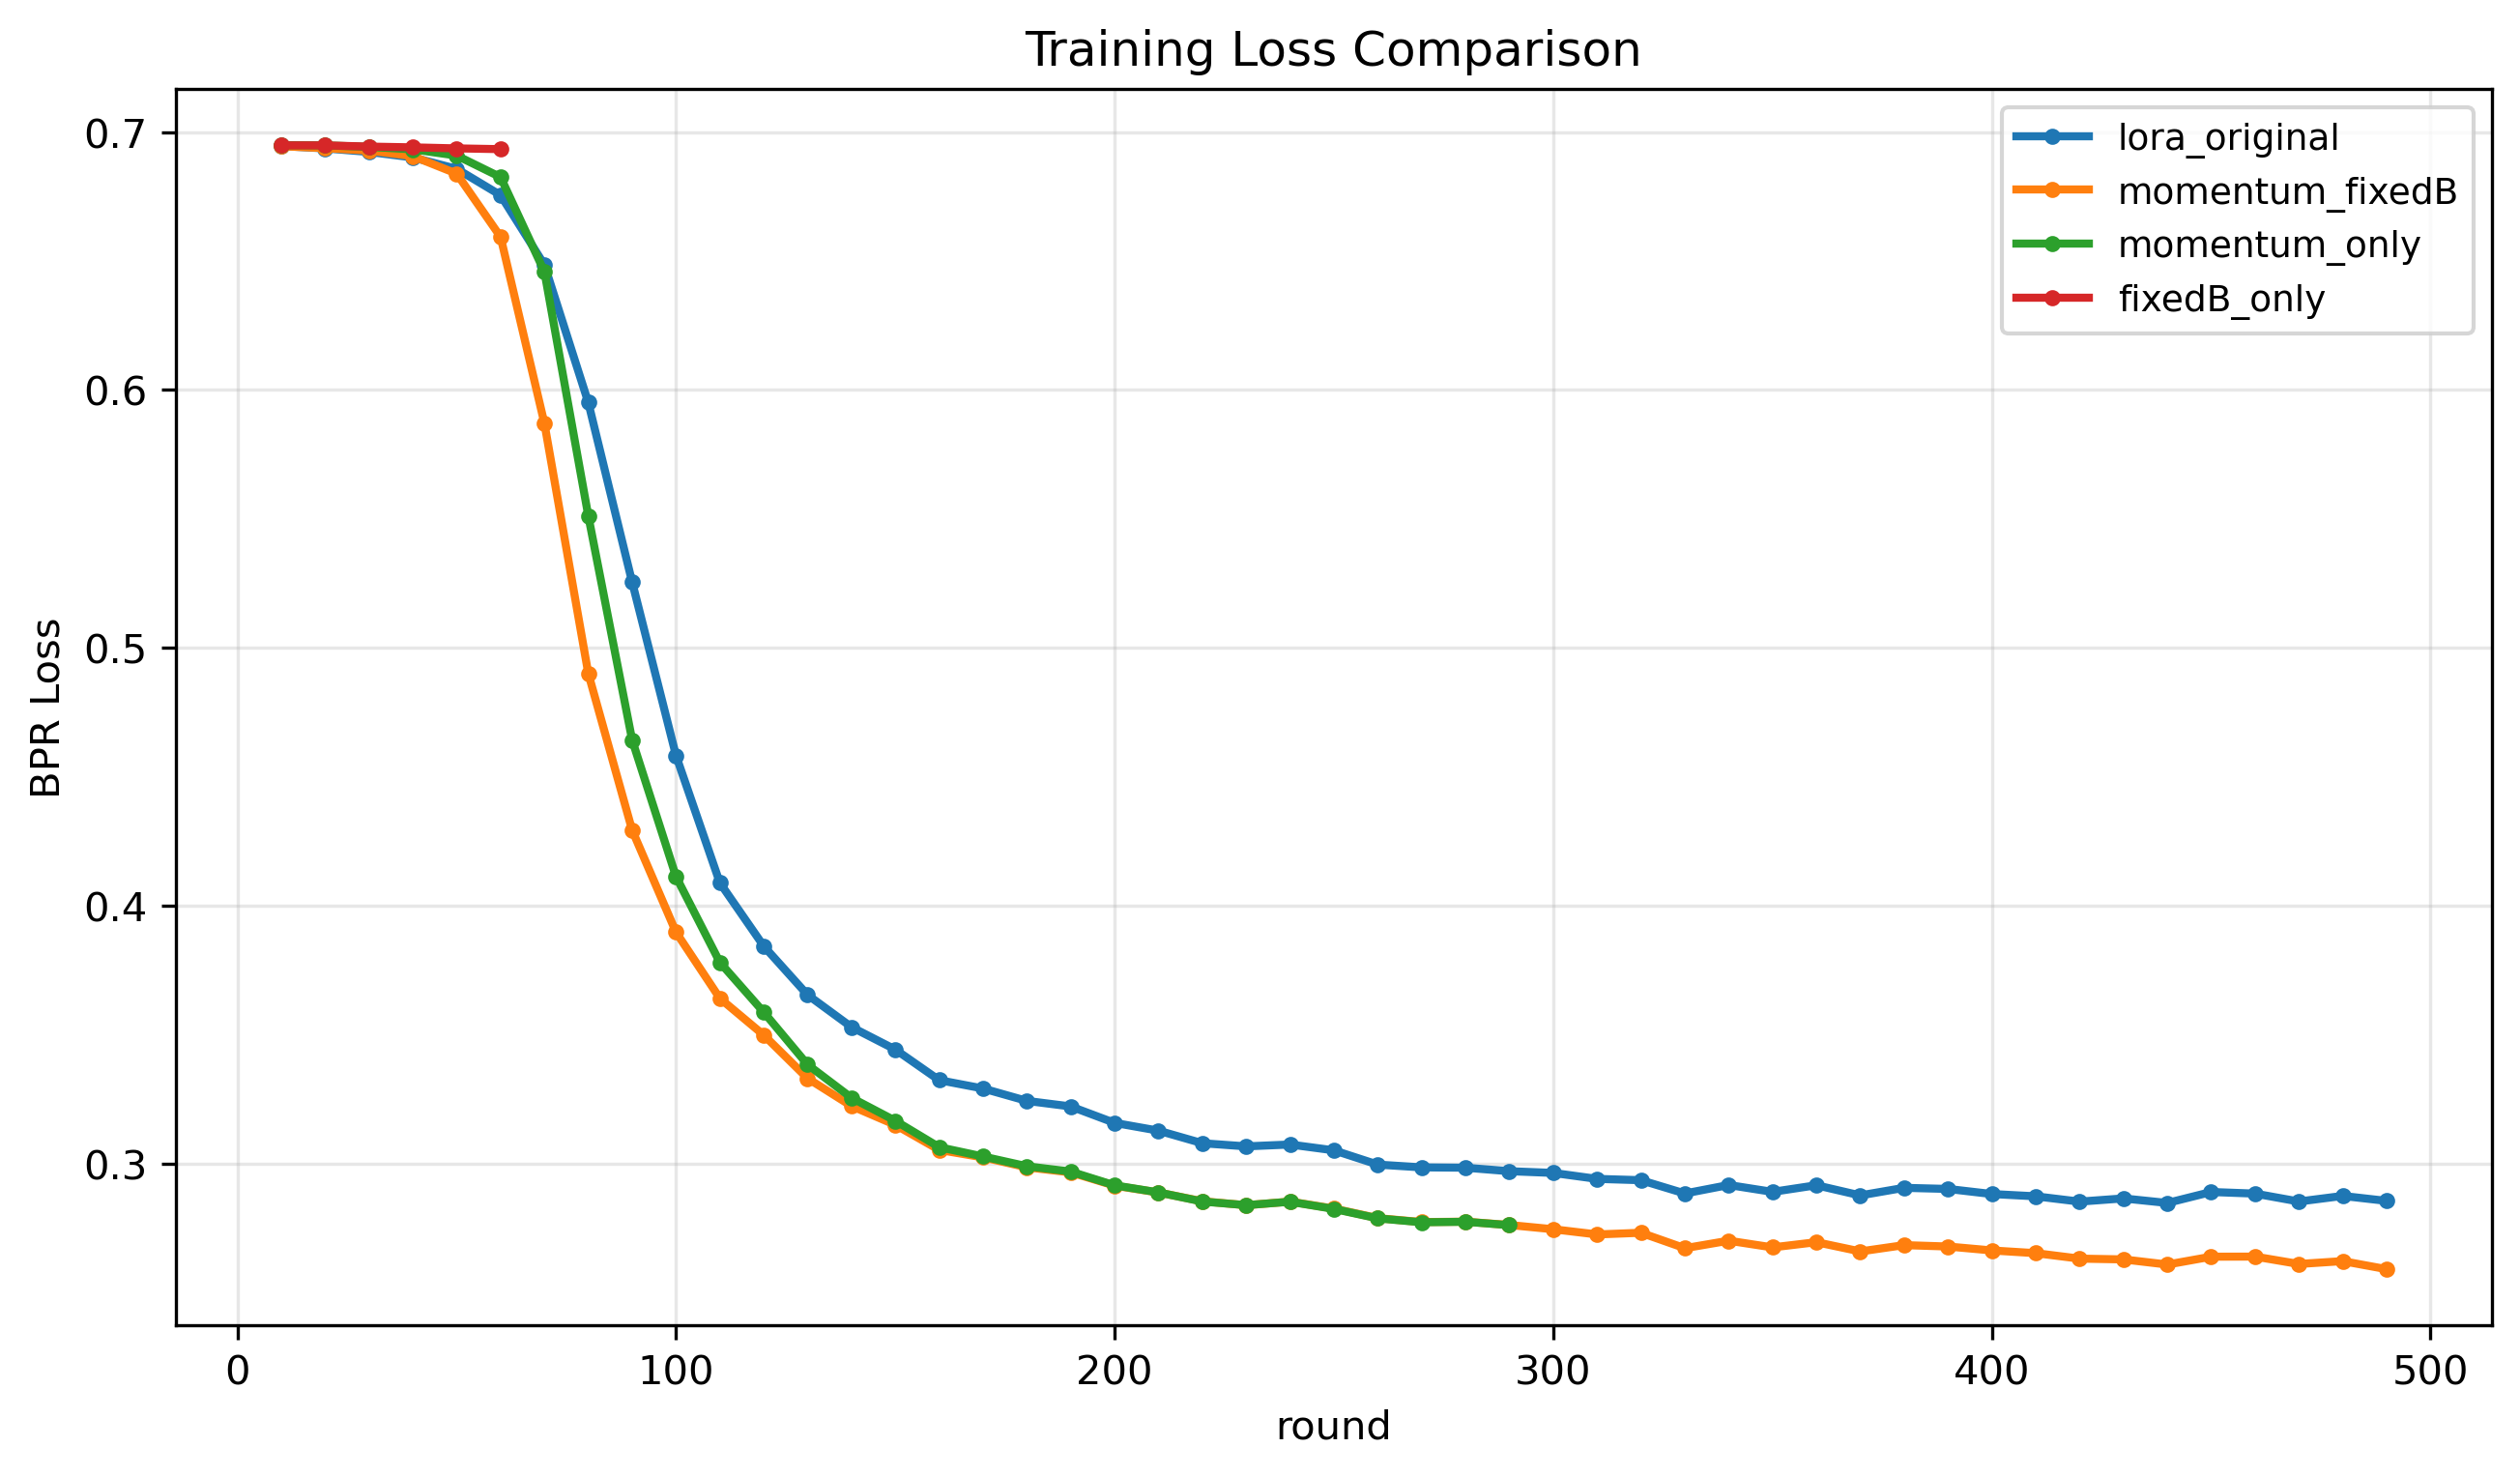 Training Loss Comparison
lora_original
momentum_fixedB
momentum_only
fixedB_only
BPR Loss
0.7
0.6
0.5
0.4
0.3
0
100
200
300
400
500
round